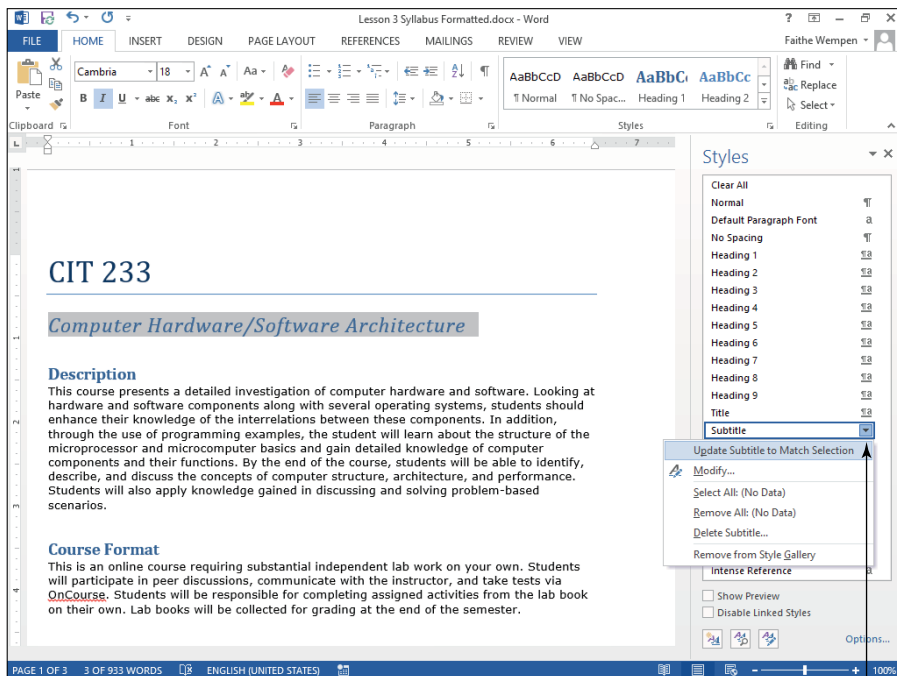 Lesson 3 Syllabus Formatted.docx - Word
FILE HOME INSERT DESIGN PAGE LAYOUT REFERENCES MAILINGS REVIEW VIEW Faithe Wempen
Paste
Cambria 18 A A Aa
B I U abc X₂ X² A ab A
AaBbCcD AaBbCcD AaBbCc AaBbCc
¶ Normal ¶ No Spac... Heading 1 Heading 2
Find
Replace
Select
Clipboard Font Paragraph Styles Editing
1 2 3 4 5 6 7
CIT 233
Computer Hardware/Software Architecture
Description
This course presents a detailed investigation of computer hardware and software. Looking at
hardware and software components along with several operating systems, students should
enhance their knowledge of the interrelations between these components. In addition,
through the use of programming examples, the student will learn about the structure of the
microprocessor and microcomputer basics and gain detailed knowledge of computer
components and their functions. By the end of the course, students will be able to identify,
describe, and discuss the concepts of computer structure, architecture, and performance.
Students will also apply knowledge gained in discussing and solving problem-based
scenarios.
Course Format
This is an online course requiring substantial independent lab work on your own. Students
will participate in peer discussions, communicate with the instructor, and take tests via
OnCourse. Students will be responsible for completing assigned activities from the lab book
on their own. Lab books will be collected for grading at the end of the semester.
Styles
Clear All
Normal ¶
Default Paragraph Font a
No Spacing ¶
Heading 1 ¶a
Heading 2 ¶a
Heading 3 ¶a
Heading 4 ¶a
Heading 5 ¶a
Heading 6 ¶a
Heading 7 ¶a
Heading 8 ¶a
Heading 9 ¶a
Title ¶a
Subtitle
Update Subtitle to Match Selection
Modify...
Select All: (No Data)
Remove All: (No Data)
Delete Subtitle...
Remove from Style Gallery
Intense Reference a
Show Preview
Disable Linked Styles
Options...
PAGE 1 OF 3 3 OF 933 WORDS ENGLISH (UNITED STATES) 100%